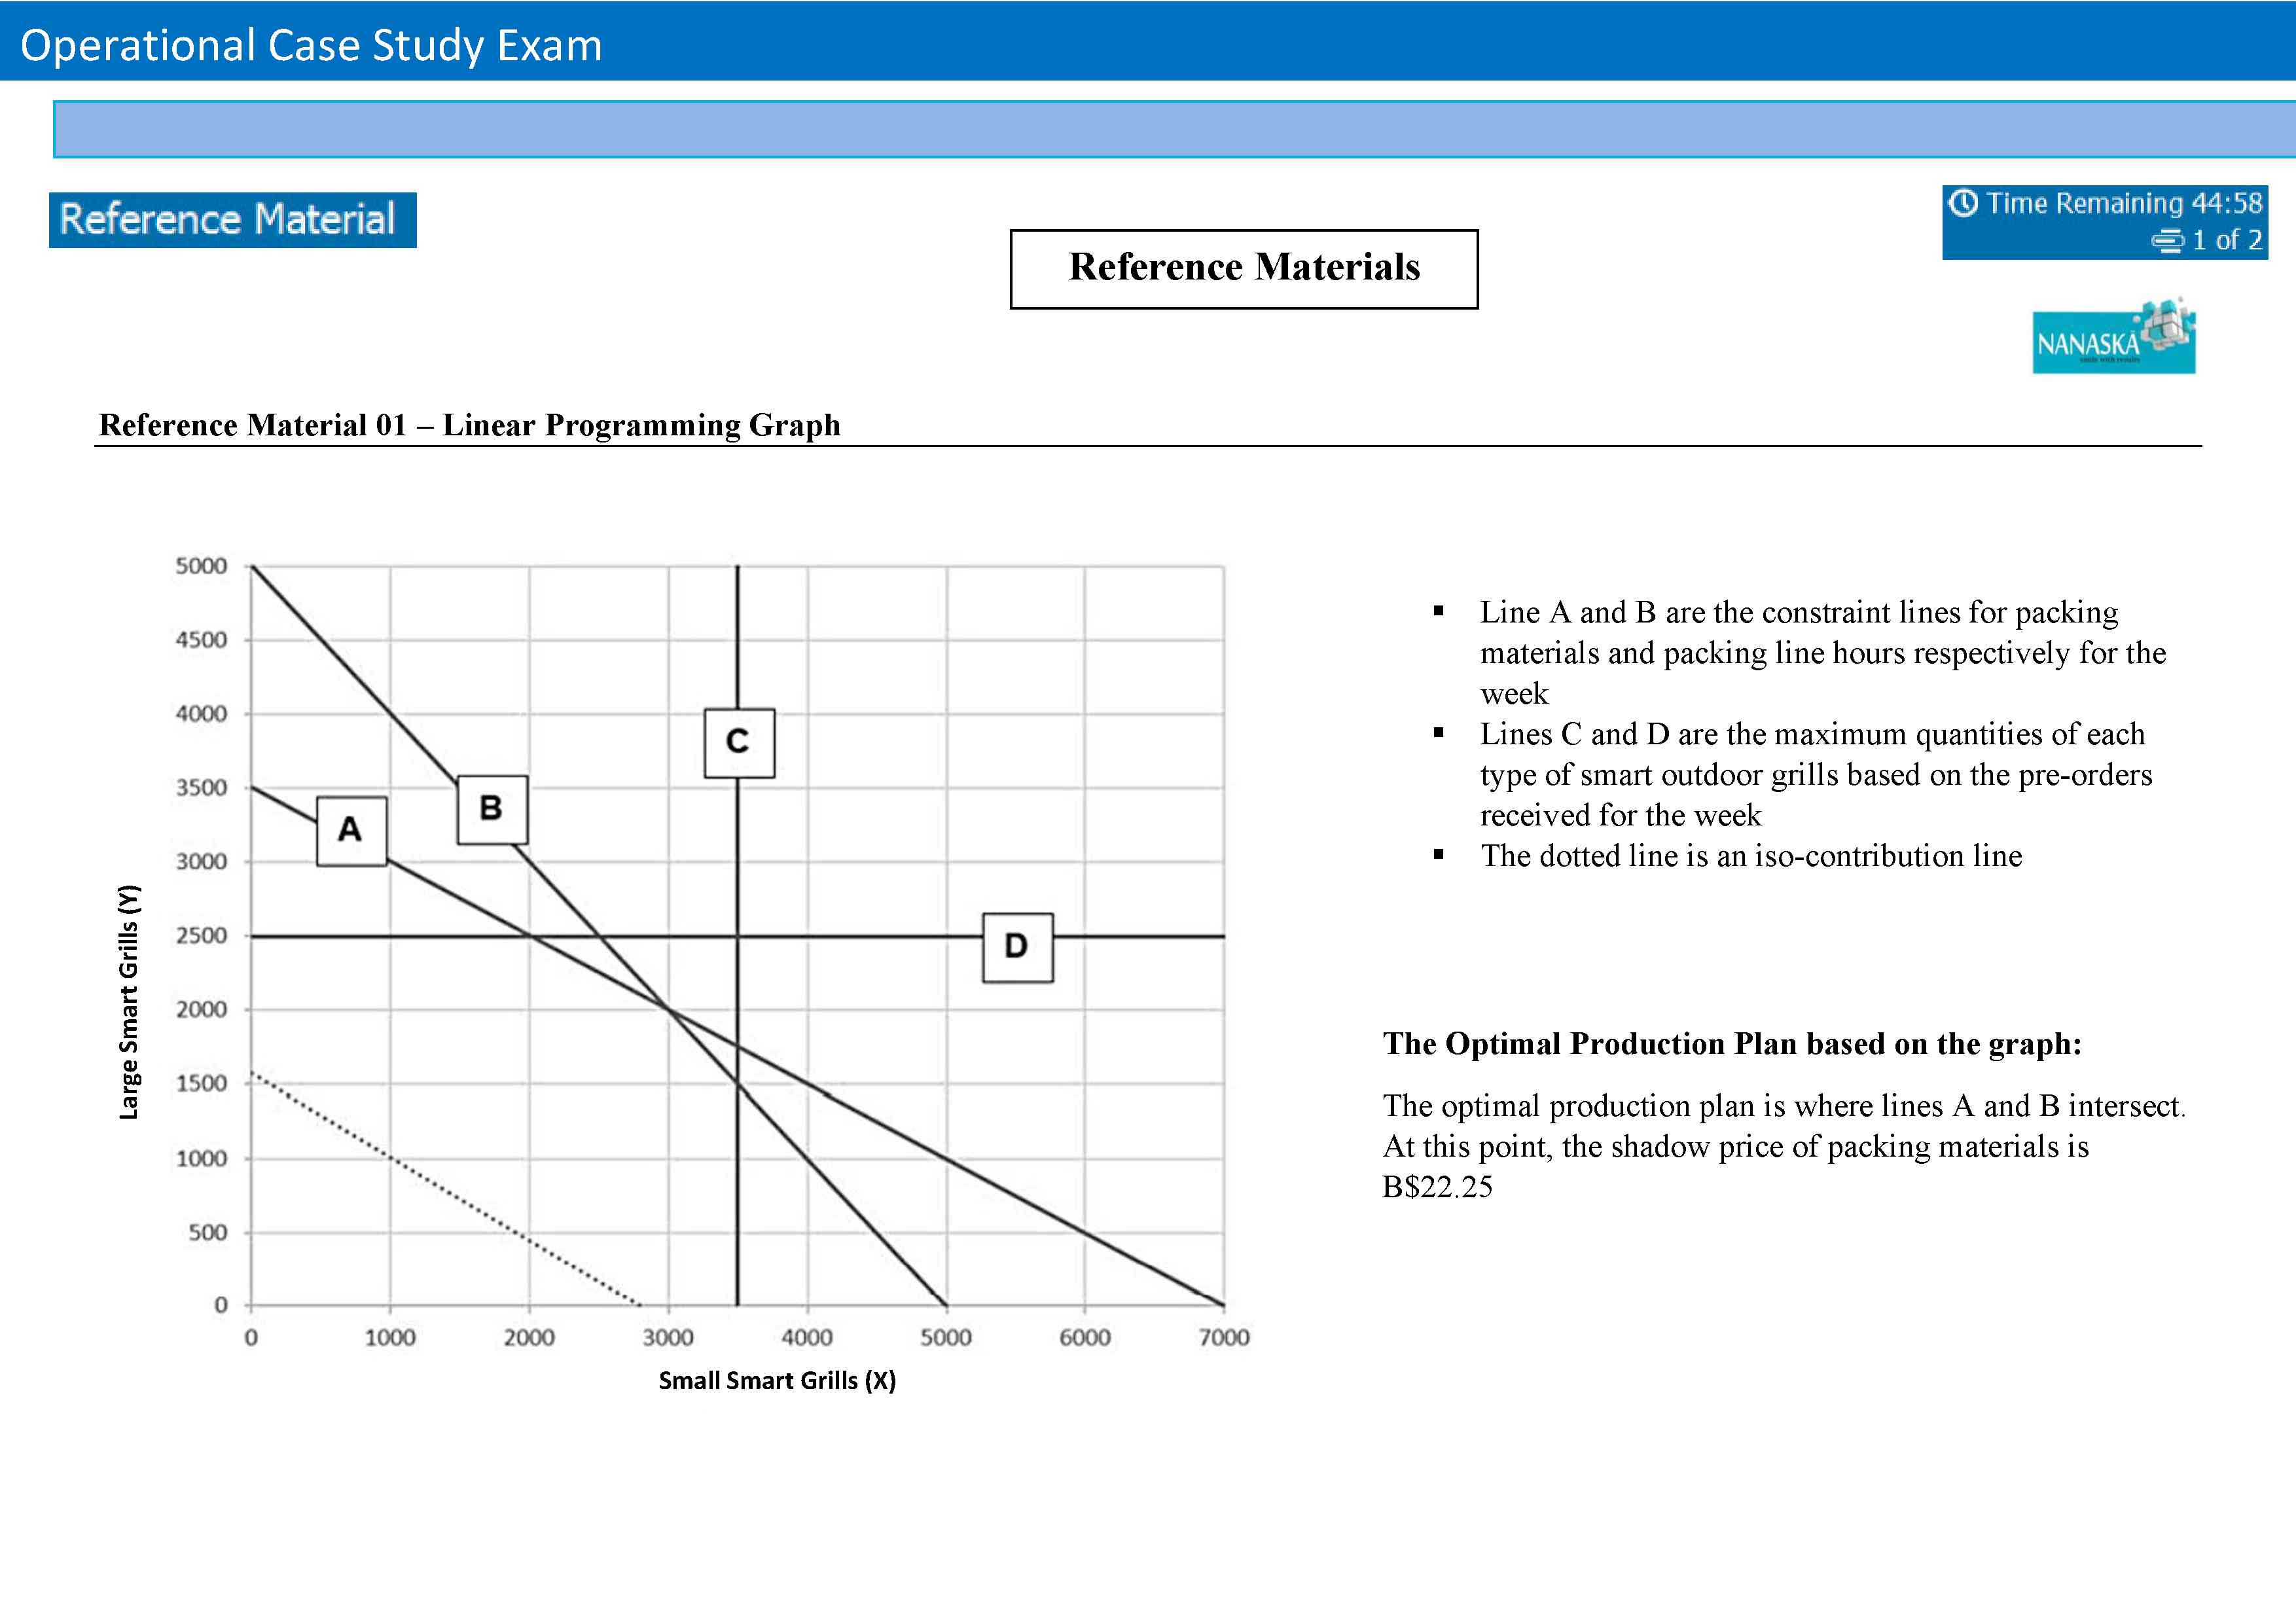 Operational Case Study Exam
Reference Material
Time Remaining 44:58
1 of 2
Reference Materials
NANASKA
Reference Material 01 – Linear Programming Graph
5000
4500
4000
3500
3000
2500
2000
1500
1000
500
0
Large Smart Grills (Y)
A
B
C
D
0 1000 2000 3000 4000 5000 6000 7000
Small Smart Grills (X)
▪ Line A and B are the constraint lines for packing
materials and packing line hours respectively for the
week
▪ Lines C and D are the maximum quantities of each
type of smart outdoor grills based on the pre-orders
received for the week
▪ The dotted line is an iso-contribution line
The Optimal Production Plan based on the graph:
The optimal production plan is where lines A and B intersect.
At this point, the shadow price of packing materials is
B$22.25